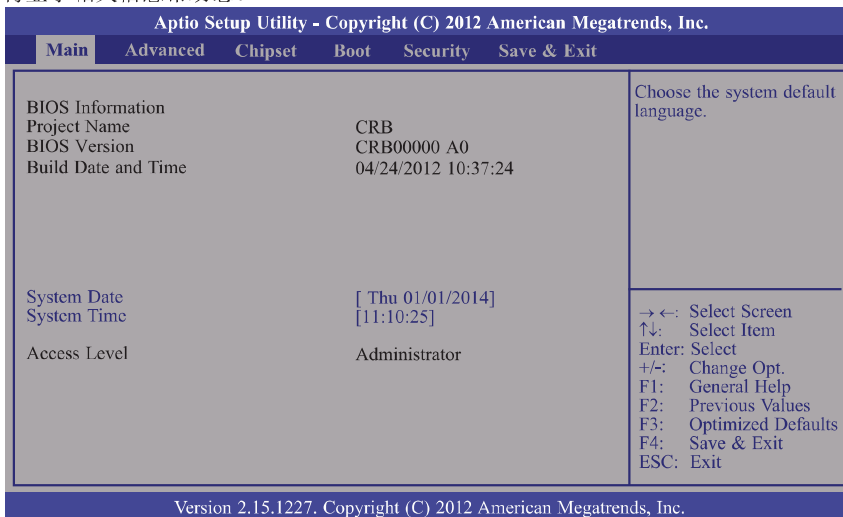 Aptio Setup Utility - Copyright (C) 2012 American Megatrends, Inc.
Main Advanced Chipset Boot Security Save & Exit
BIOS Information
Project Name CRB
BIOS Version CRB00000 A0
Build Date and Time 04/24/2012 10:37:24
System Date [ Thu 01/01/2014]
System Time [11:10:25]
Access Level Administrator
Choose the system default
language.
→ ←: Select Screen
↑↓: Select Item
Enter: Select
+/-: Change Opt.
F1: General Help
F2: Previous Values
F3: Optimized Defaults
F4: Save & Exit
ESC: Exit
Version 2.15.1227. Copyright (C) 2012 American Megatrends, Inc.